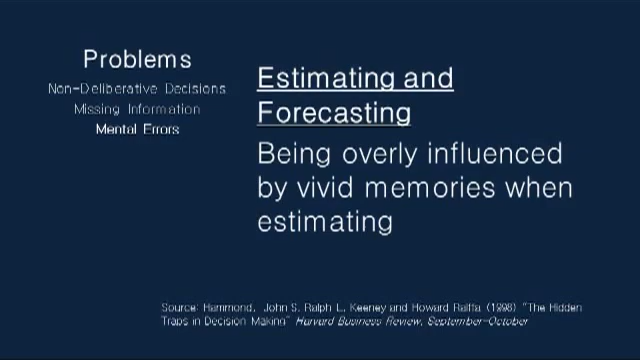 Problems
Non-Deliberative Decisions
Missing Information
Mental Errors
Estimating and
Forecasting
Being overly influenced
by vivid memories when
estimating
Source: Hammond, John S. Ralph L. Keeney and Howard Raiffa (1998) "The Hidden
Traps in Decision Making" Harvard Business Review, September-October